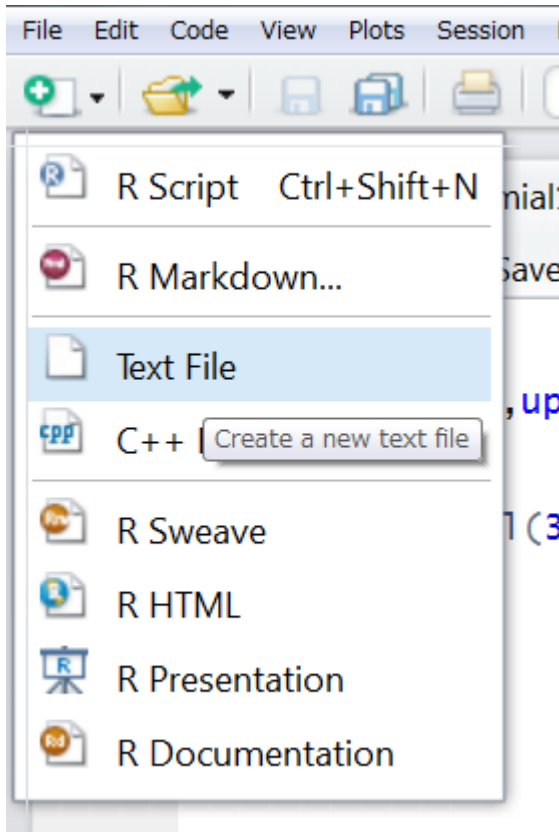 File Edit Code View Plots Session
R Script Ctrl+Shift+N
R Markdown...
Text File
C++
Create a new text file
R Sweave
R HTML
R Presentation
R Documentation
,up
(3